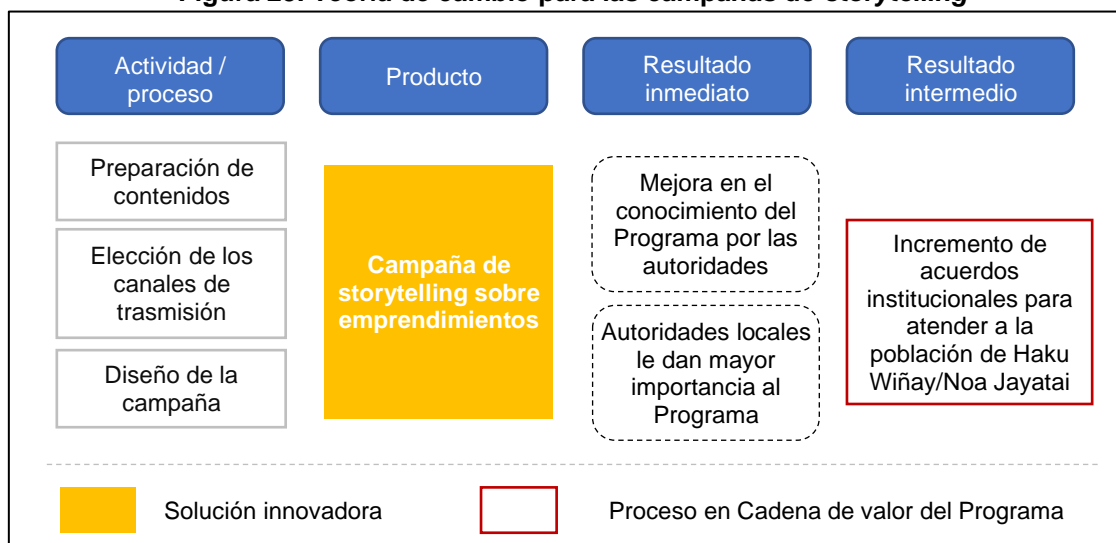 Actividad /
proceso
Producto
Resultado
inmediato
Resultado
intermedio
Preparación de
contenidos
Elección de los
canales de
trasmisión
Diseño de la
campaña
Campaña de
storytelling sobre
emprendimientos
Mejora en el
conocimiento del
Programa por las
autoridades
Autoridades locales
le dan mayor
importancia al
Programa
Incremento de
acuerdos
institucionales para
atender a la
población de Haku
Wiñay/Noa Jayatai
Solución innovadora
Proceso en Cadena de valor del Programa